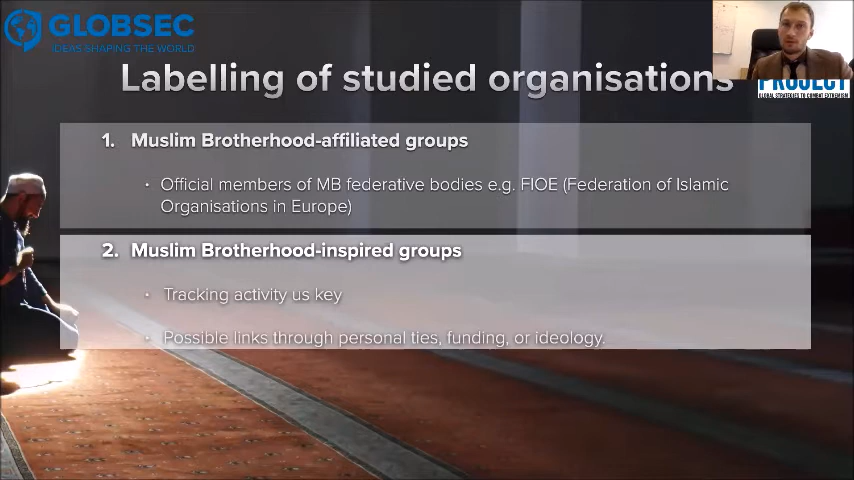 GLOBSEC
IDEAS SHAPING THE WORLD
Labelling of studied organisations
PROJECT
GLOBAL STRATEGIES TO COMBAT EXTREMISM
1. Muslim Brotherhood-affiliated groups
· Official members of MB federative bodies e.g. FIOE (Federation of Islamic
Organisations in Europe)
2. Muslim Brotherhood-inspired groups
· Tracking activity us key
· Possible links through personal ties, funding, or ideology.